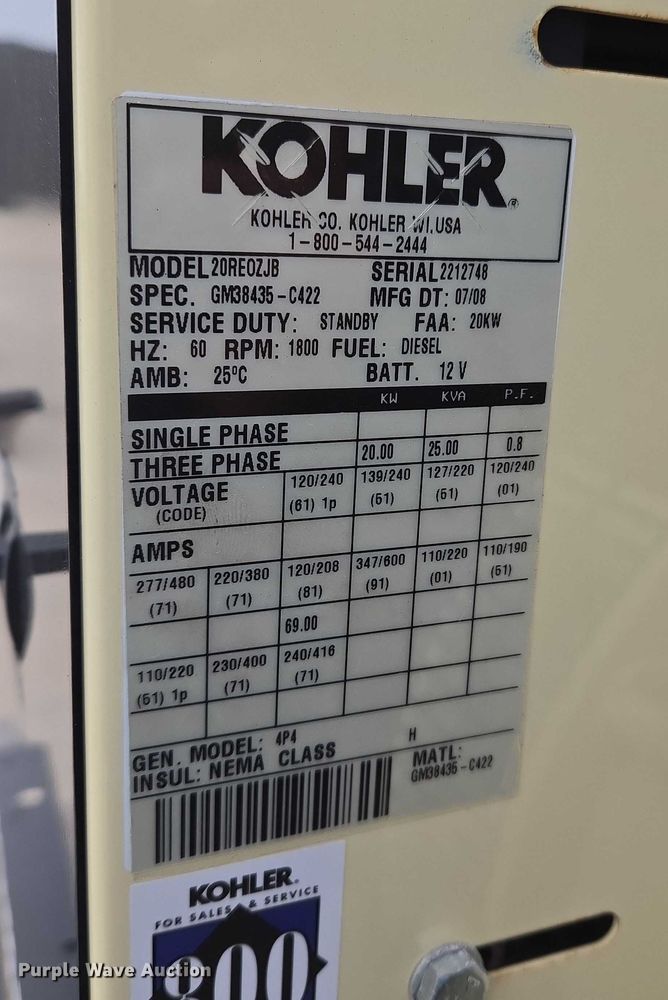 KOHLER®
KOHLER CO. KOHLER WI. USA
1-800-544-2444
MODEL 20REOZJB SERIAL 2212748
SPEC. GM38435-C422 MFG DT: 07/08
SERVICE DUTY: STANDBY FAA: 20KW
HZ: 60 RPM: 1800 FUEL: DIESEL
AMB: 25ºC BATT. 12 V
KW KVA P.F.
SINGLE PHASE
THREE PHASE 20.00 25.00 0.8
VOLTAGE 120/240 139/240 127/220 120/240
(CODE) (61) 1p (51) (61) (01)
AMPS
277/480 220/380 120/208 347/600 110/220 110/190
(71) (71) (81) (91) (01) (61)
69.00
110/220 230/400 240/416
(61) 1p (71) (71)
GEN. MODEL: 4P4 H
INSUL: NEMA CLASS MATL:
GM38435-C422
KOHLER.
FOR SALES & SERVICE
800
Purple Wave Auction